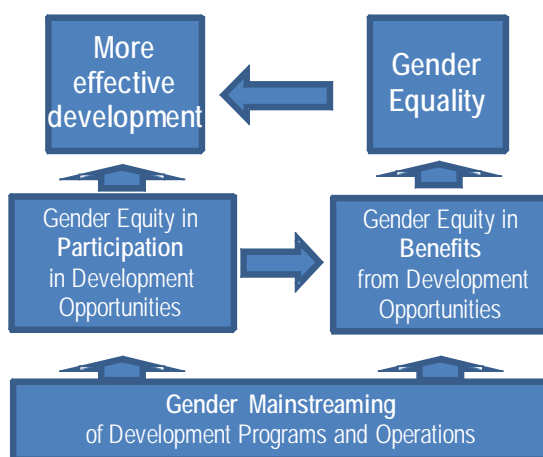 More
effective
development
Gender
Equality
Gender Equity in
Participation
in Development
Opportunities
Gender Equity in
Benefits
from Development
Opportunities
Gender Mainstreaming
of Development Programs and Operations